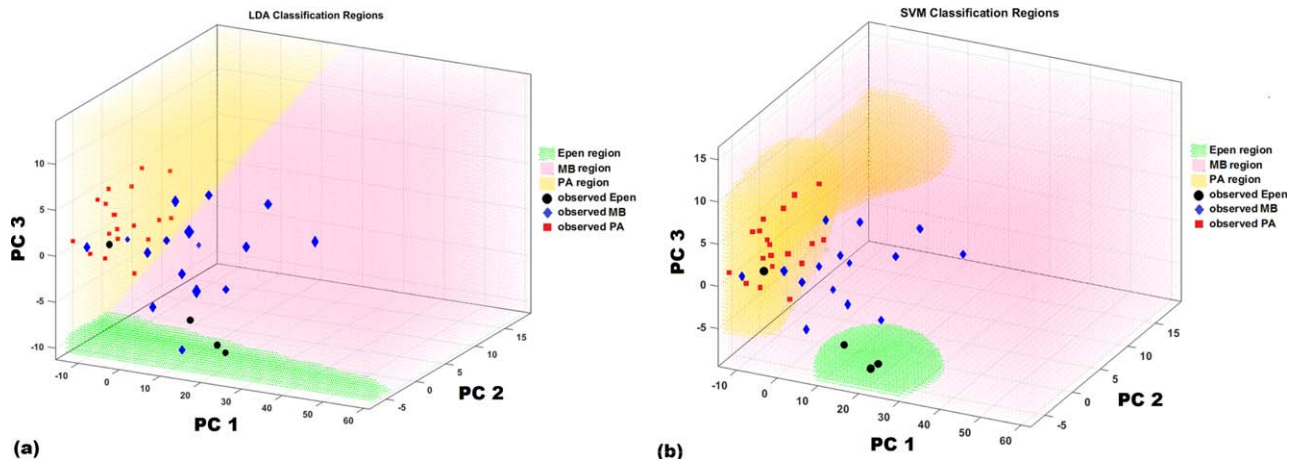 LDA Classification Regions
10
5
0
-5
-10
PC 3
-10
0
10
20
30
40
50
60
PC 1
-5
0
5
10
15
PC 2
Epen region
MB region
PA region
observed Epen
observed MB
observed PA
(a)
SVM Classification Regions
15
10
5
0
-5
PC 3
-10
0
10
20
30
40
50
60
PC 1
-5
0
5
10
15
PC 2
Epen region
MB region
PA region
observed Epen
observed MB
observed PA
(b)